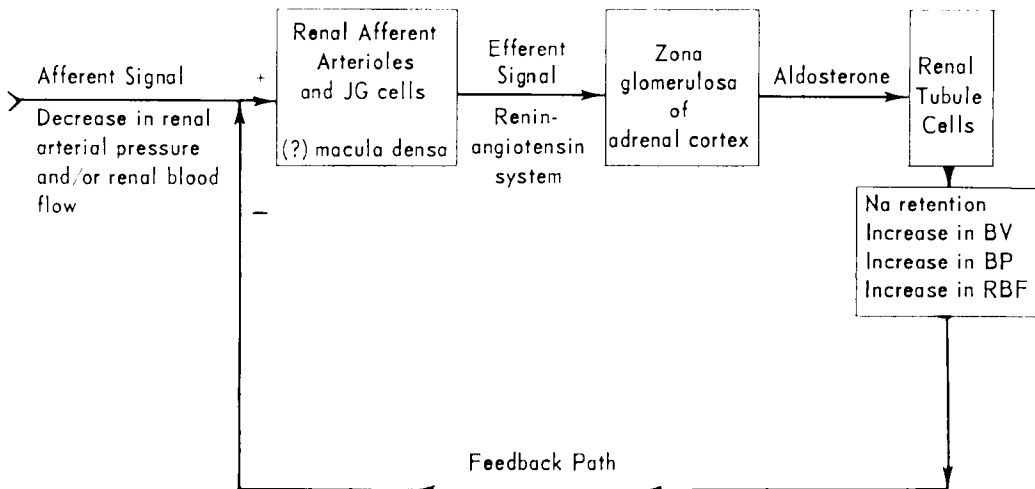 Afferent Signal
+
Decrease in renal
arterial pressure
and/or renal blood
flow
−
Renal Afferent
Arterioles
and JG cells
(?) macula densa
Efferent
Signal
Renin-
angiotensin
system
Zona
glomerulosa
of
adrenal cortex
Aldosterone
Renal
Tubule
Cells
Na retention
Increase in BV
Increase in BP
Increase in RBF
Feedback Path